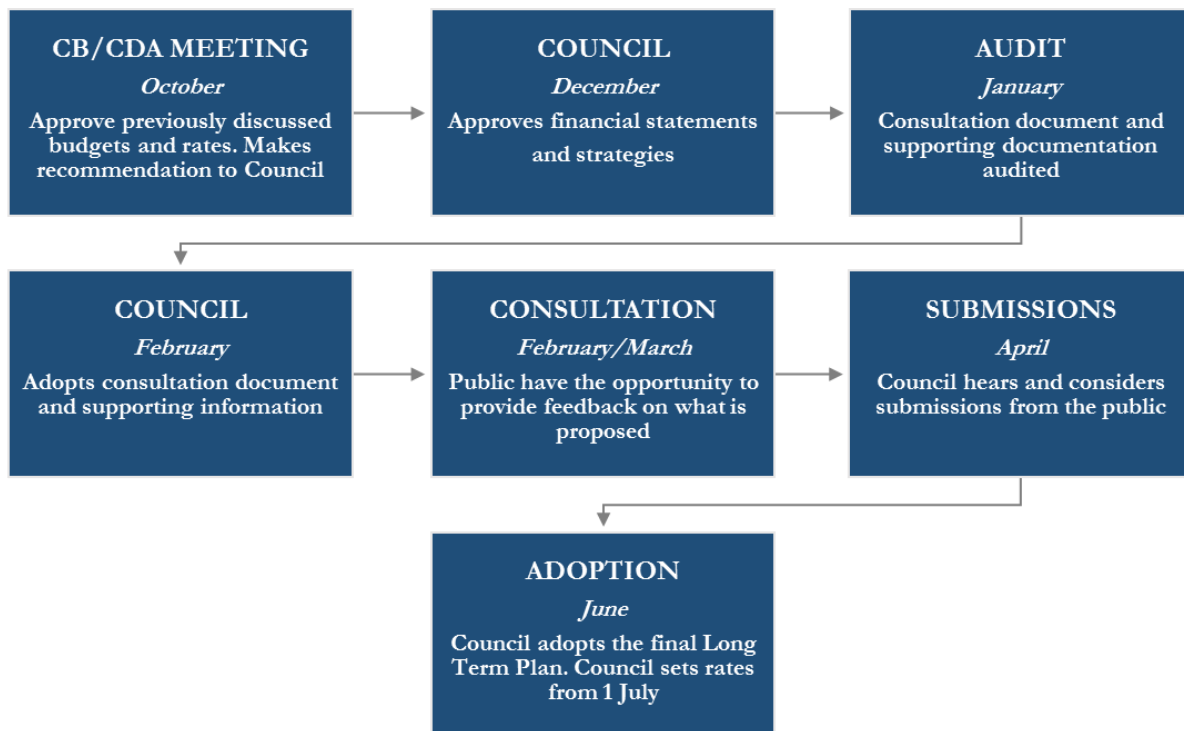 CB/CDA MEETING
October
Approve previously discussed
budgets and rates. Makes
recommendation to Council
COUNCIL
December
Approves financial statements
and strategies
AUDIT
January
Consultation document and
supporting documentation
audited
COUNCIL
February
Adopts consultation document
and supporting information
CONSULTATION
February/March
Public have the opportunity to
provide feedback on what is
proposed
SUBMISSIONS
April
Council hears and considers
submissions from the public
ADOPTION
June
Council adopts the final Long
Term Plan. Council sets rates
from 1 July